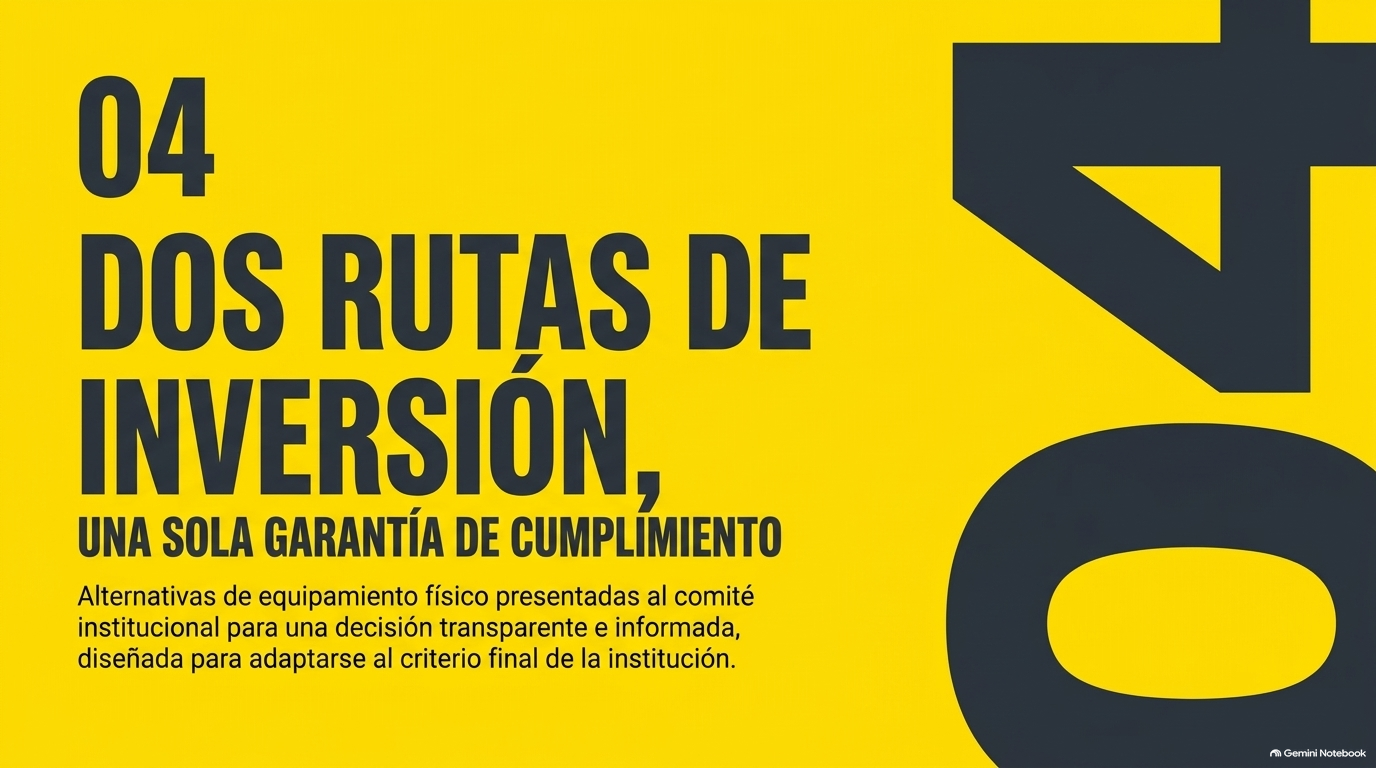 04
DOS RUTAS DE
INVERSIÓN,
UNA SOLA GARANTÍA DE CUMPLIMIENTO
Alternativas de equipamiento físico presentadas al comité
institucional para una decisión transparente e informada,
diseñada para adaptarse al criterio final de la institución.
04
Gemini Notebook